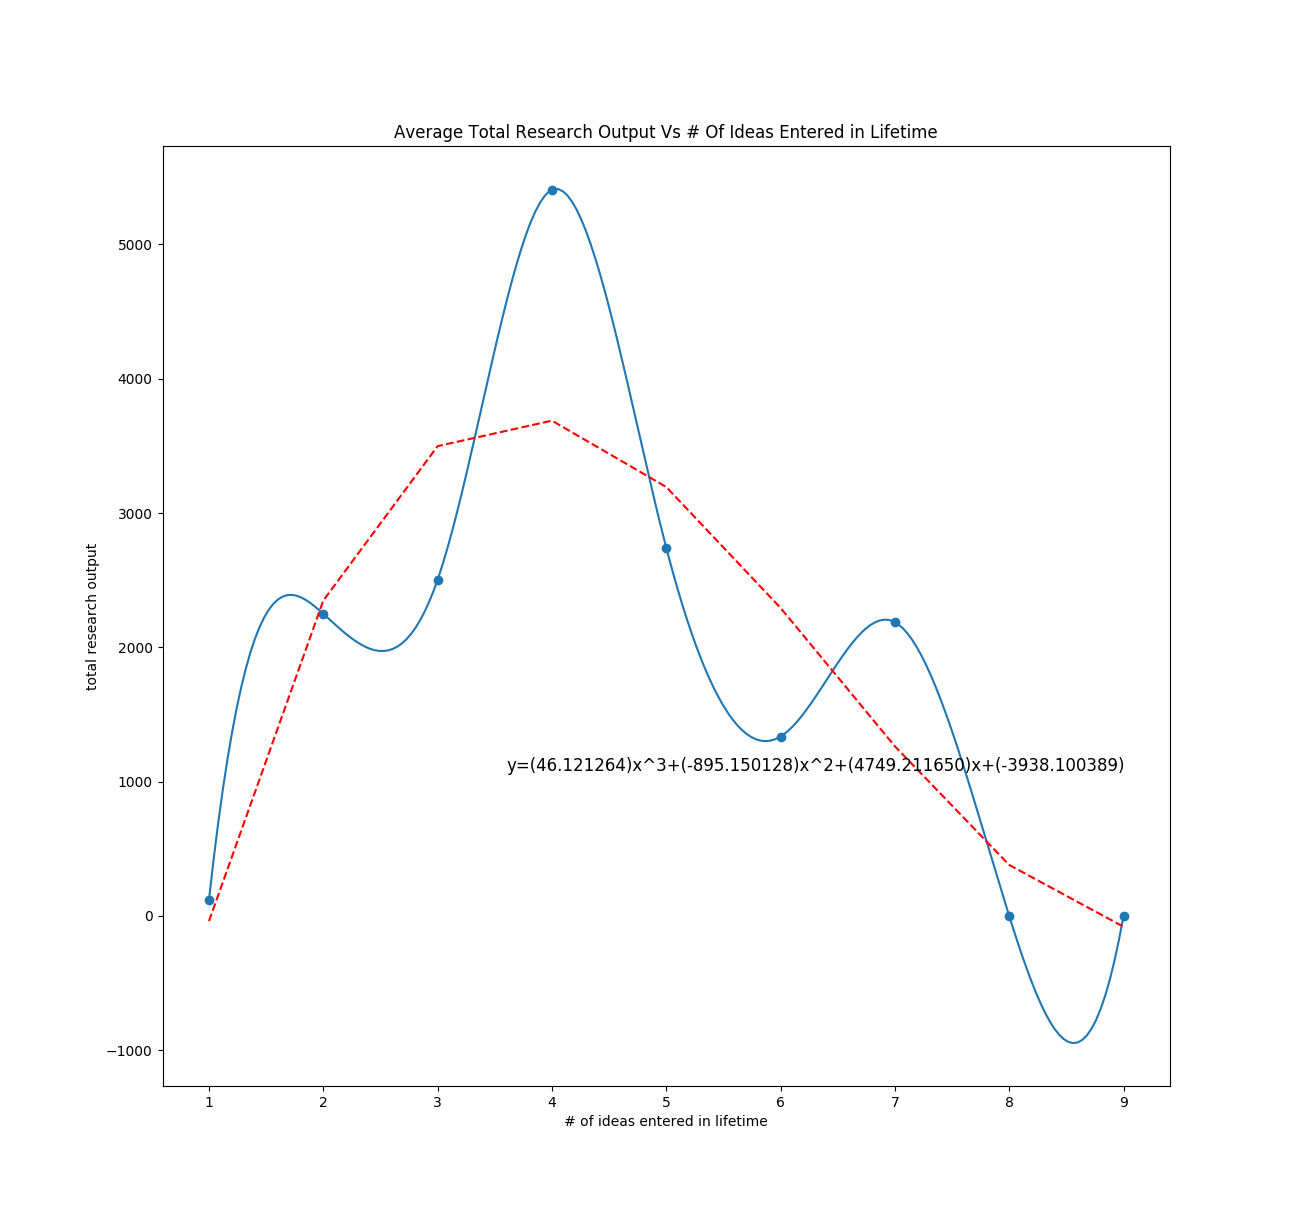 Average Total Research Output Vs # Of Ideas Entered in Lifetime
5000
4000
3000
2000
1000
0
−1000
total research output
y=(46.121264)x^3+(-895.150128)x^2+(4749.211650)x+(-3938.100389)
1 2 3 4 5 6 7 8 9
# of ideas entered in lifetime